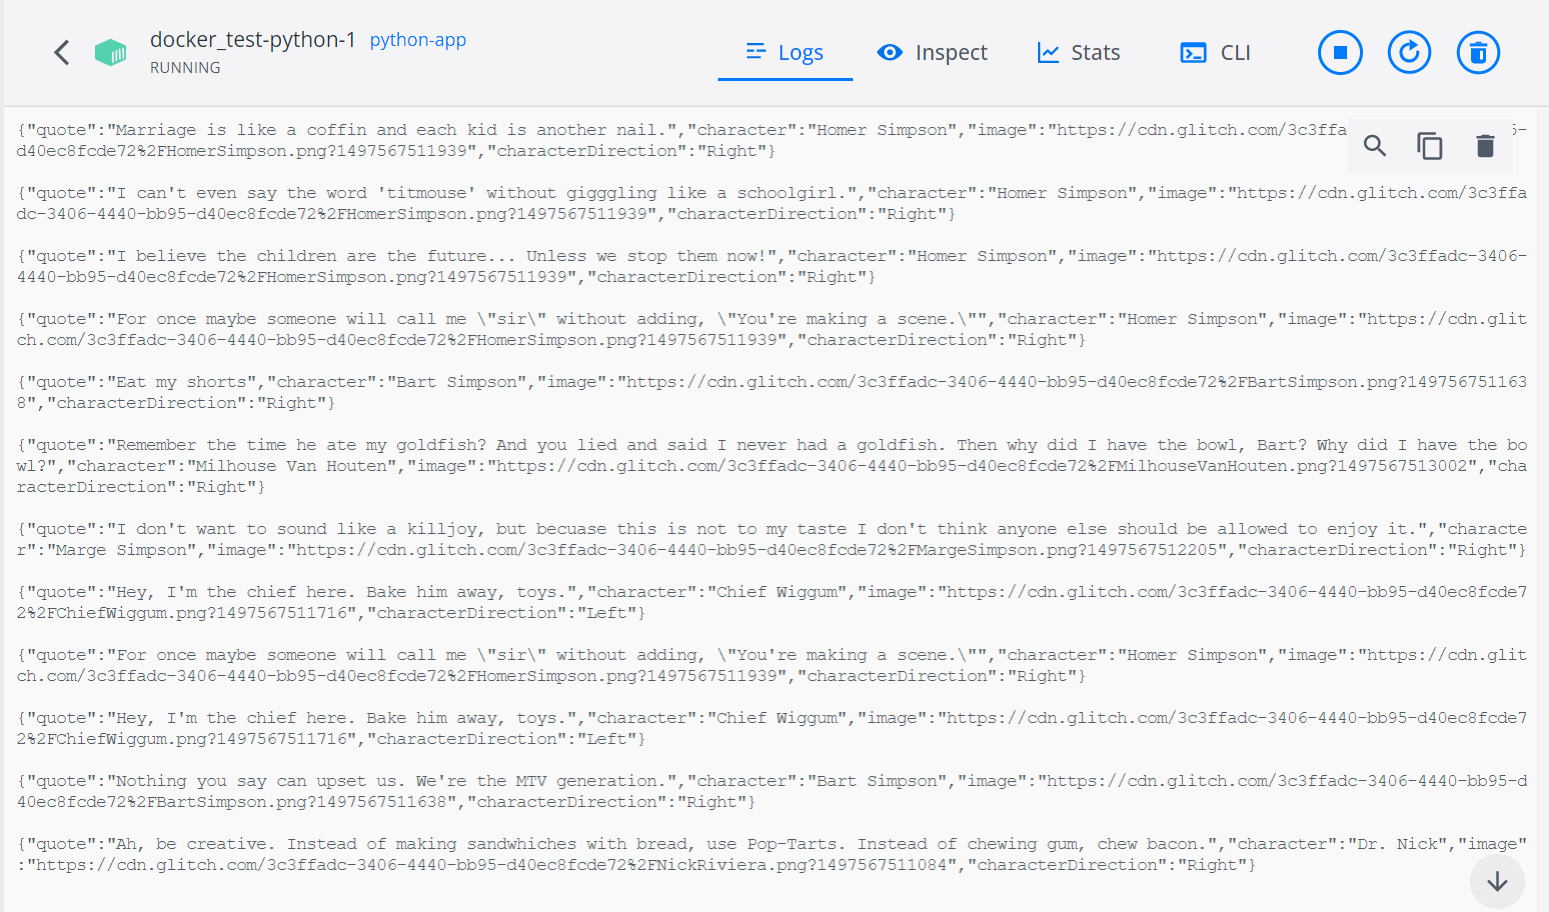 docker_test-python-1 python-app
RUNNING
Logs
Inspect
Stats
CLI
{"quote":"Marriage is like a coffin and each kid is another nail.","character":"Homer Simpson","image":"https://cdn.glitch.com/3c3ffa 5-
d40ec8fcde72%2FHomerSimpson.png?1497567511939","characterDirection":"Right"}
{"quote":"I can't even say the word 'titmouse' without gigggling like a schoolgirl.","character":"Homer Simpson","image":"https://cdn.glitch.com/3c3ffa
dc-3406-4440-bb95-d40ec8fcde72%2FHomerSimpson.png?1497567511939","characterDirection":"Right"}
{"quote":"I believe the children are the future... Unless we stop them now!","character":"Homer Simpson","image":"https://cdn.glitch.com/3c3ffadc-3406-
4440-bb95-d40ec8fcde72%2FHomerSimpson.png?1497567511939","characterDirection":"Right"}
{"quote":"For once maybe someone will call me \"sir\" without adding, \"You're making a scene.\"","character":"Homer Simpson","image":"https://cdn.glit
ch.com/3c3ffadc-3406-4440-bb95-d40ec8fcde72%2FHomerSimpson.png?1497567511939","characterDirection":"Right"}
{"quote":"Eat my shorts","character":"Bart Simpson","image":"https://cdn.glitch.com/3c3ffadc-3406-4440-bb95-d40ec8fcde72%2FBartSimpson.png?149756751163
8","characterDirection":"Right"}
{"quote":"Remember the time he ate my goldfish? And you lied and said I never had a goldfish. Then why did I have the bowl, Bart? Why did I have the bo
wl?","character":"Milhouse Van Houten","image":"https://cdn.glitch.com/3c3ffadc-3406-4440-bb95-d40ec8fcde72%2FMilhouseVanHouten.png?1497567513002","cha
racterDirection":"Right"}
{"quote":"I don't want to sound like a killjoy, but becuase this is not to my taste I don't think anyone else should be allowed to enjoy it.","characte
r":"Marge Simpson","image":"https://cdn.glitch.com/3c3ffadc-3406-4440-bb95-d40ec8fcde72%2FMargeSimpson.png?1497567512205","characterDirection":"Right"}
{"quote":"Hey, I'm the chief here. Bake him away, toys.","character":"Chief Wiggum","image":"https://cdn.glitch.com/3c3ffadc-3406-4440-bb95-d40ec8fcde7
2%2FChiefWiggum.png?1497567511716","characterDirection":"Left"}
{"quote":"For once maybe someone will call me \"sir\" without adding, \"You're making a scene.\"","character":"Homer Simpson","image":"https://cdn.glit
ch.com/3c3ffadc-3406-4440-bb95-d40ec8fcde72%2FHomerSimpson.png?1497567511939","characterDirection":"Right"}
{"quote":"Hey, I'm the chief here. Bake him away, toys.","character":"Chief Wiggum","image":"https://cdn.glitch.com/3c3ffadc-3406-4440-bb95-d40ec8fcde7
2%2FChiefWiggum.png?1497567511716","characterDirection":"Left"}
{"quote":"Nothing you say can upset us. We're the MTV generation.","character":"Bart Simpson","image":"https://cdn.glitch.com/3c3ffadc-3406-4440-bb95-d
40ec8fcde72%2FBartSimpson.png?1497567511638","characterDirection":"Right"}
{"quote":"Ah, be creative. Instead of making sandwhiches with bread, use Pop-Tarts. Instead of chewing gum, chew bacon.","character":"Dr. Nick","image"
:"https://cdn.glitch.com/3c3ffadc-3406-4440-bb95-d40ec8fcde72%2FNickRiviera.png?1497567511084","characterDirection":"Right"}